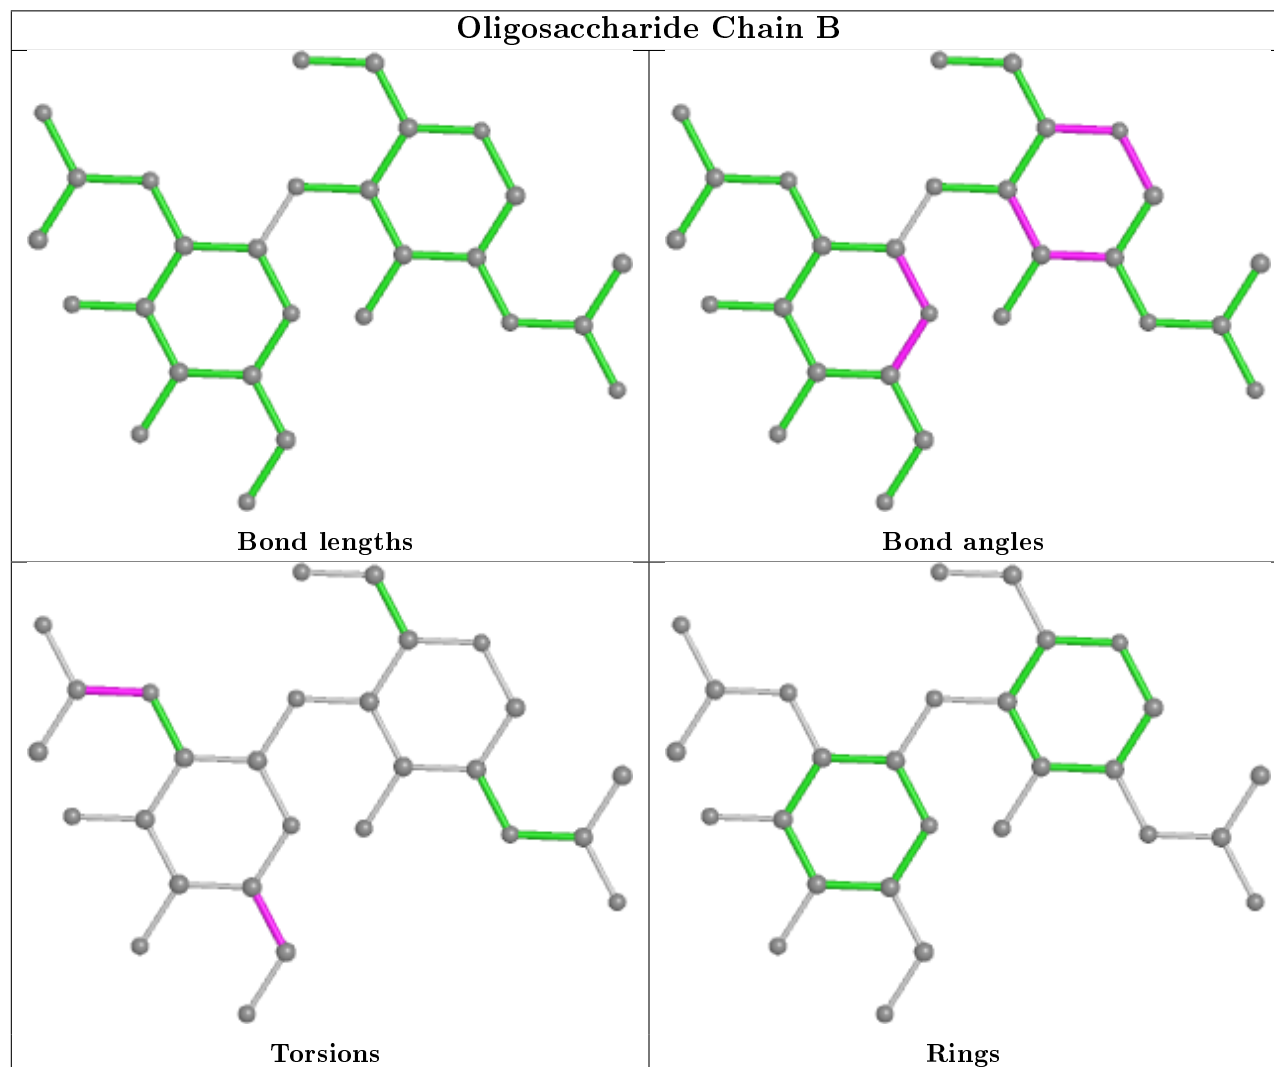 Oligosaccharide Chain B
Bond lengths
Bond angles
Torsions
Rings